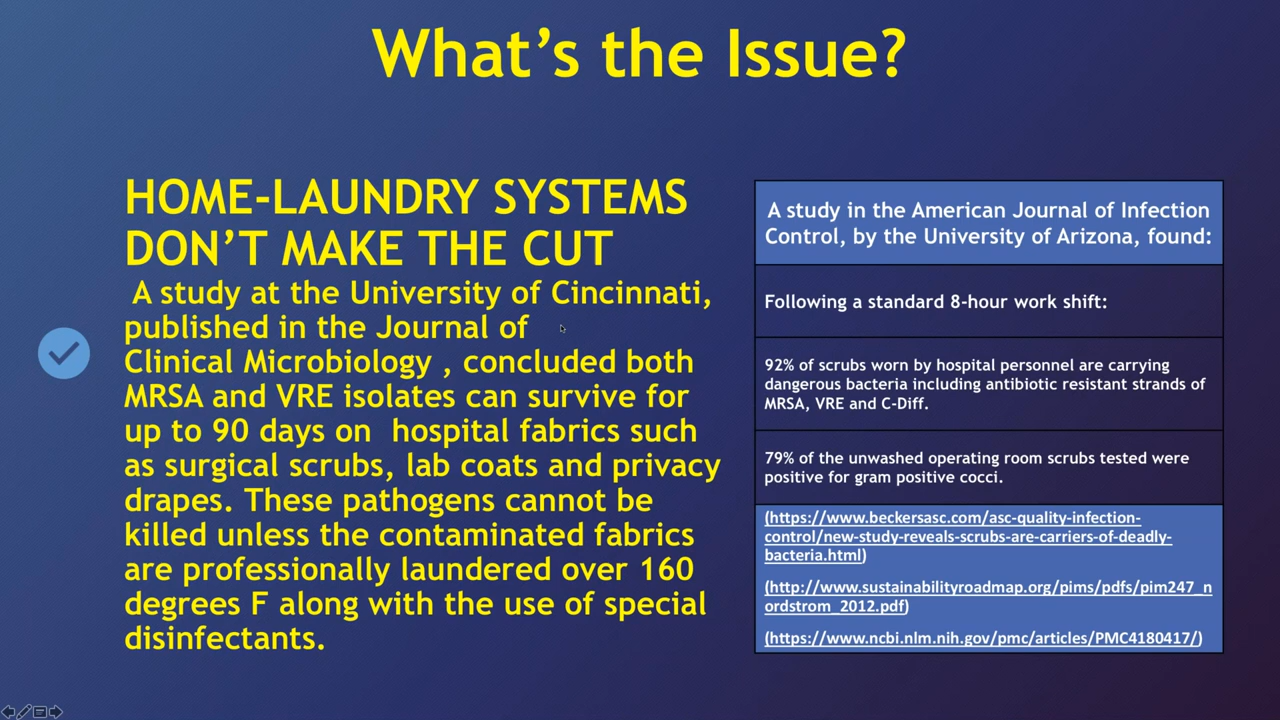 What’s the Issue?
HOME-LAUNDRY SYSTEMS
DON’T MAKE THE CUT
A study at the University of Cincinnati,
published in the Journal of
Clinical Microbiology , concluded both
MRSA and VRE isolates can survive for
up to 90 days on  hospital fabrics such
as surgical scrubs, lab coats and privacy
drapes. These pathogens cannot be
killed unless the contaminated fabrics
are professionally laundered over 160
degrees F along with the use of special
disinfectants.
A study in the American Journal of Infection
Control, by the University of Arizona, found:
Following a standard 8-hour work shift:
92% of scrubs worn by hospital personnel are carrying
dangerous bacteria including antibiotic resistant strands of
MRSA, VRE and C-Diff.
79% of the unwashed operating room scrubs tested were
positive for gram positive cocci.
(https://www.beckersasc.com/asc-quality-infection-
control/new-study-reveals-scrubs-are-carriers-of-deadly-
bacteria.html)
(http://www.sustainabilityroadmap.org/pims/pdfs/pim247_n
ordstrom_2012.pdf)
(https://www.ncbi.nlm.nih.gov/pmc/articles/PMC4180417/)